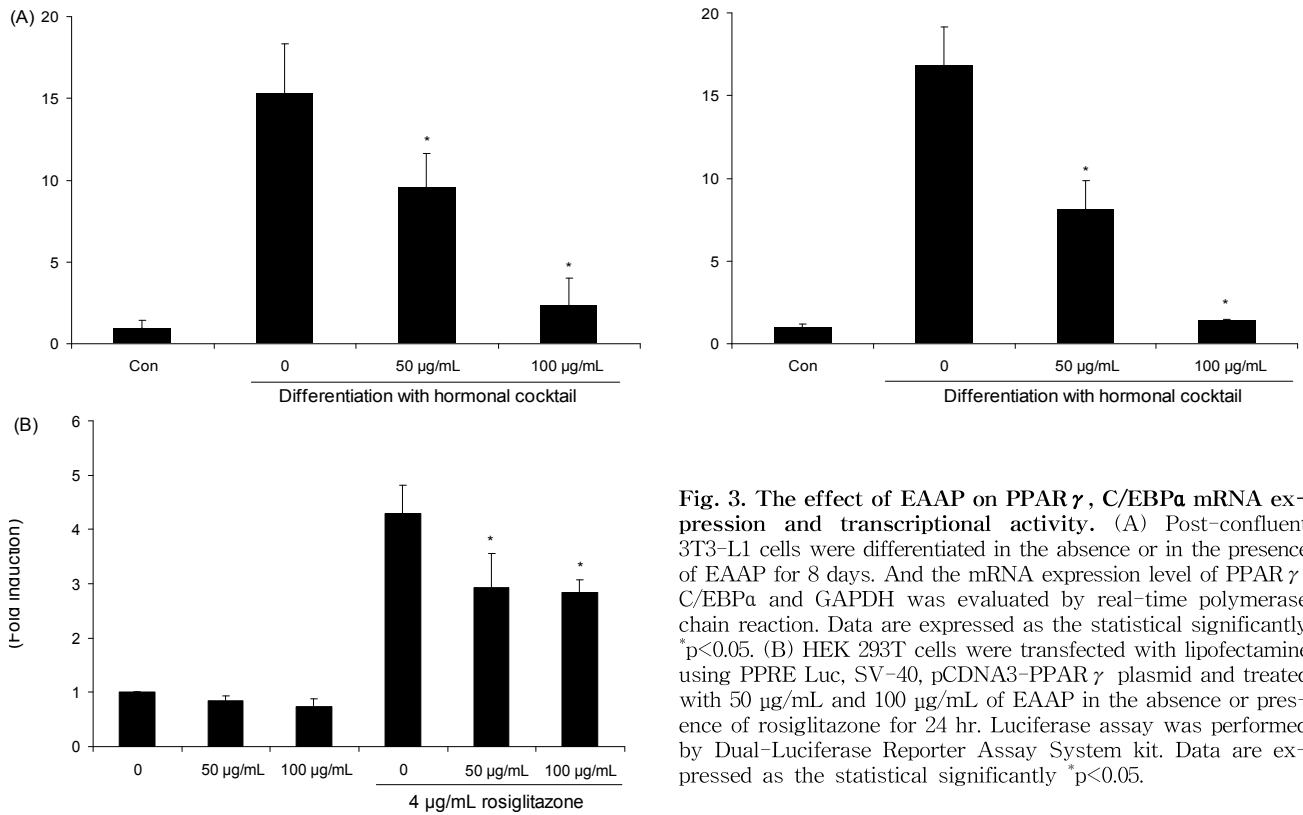 (A)
20
15
10
5
0
*
*
Con
0
50 µg/mL
100 µg/mL
Differentiation with hormonal cocktail
20
15
10
5
0
*
*
Con
0
50 µg/mL
100 µg/mL
Differentiation with hormonal cocktail
(B)
(Fold induction)
6
5
4
3
2
1
0
*
*
0
50 µg/mL
100 µg/mL
0
50 µg/mL
100 µg/mL
4 µg/mL rosiglitazone
Fig. 3. The effect of EAAP on PPARγ, C/EBPα mRNA ex-
pression and transcriptional activity. (A) Post-confluent
3T3-L1 cells were differentiated in the absence or in the presence
of EAAP for 8 days. And the mRNA expression level of PPARγ
C/EBPα and GAPDH was evaluated by real-time polymerase
chain reaction. Data are expressed as the statistical significantly
*p<0.05. (B) HEK 293T cells were transfected with lipofectamine
using PPRE Luc, SV-40, pCDNA3-PPARγ plasmid and treated
with 50 µg/mL and 100 µg/mL of EAAP in the absence or pres-
ence of rosiglitazone for 24 hr. Luciferase assay was performed
by Dual-Luciferase Reporter Assay System kit. Data are ex-
pressed as the statistical significantly *p<0.05.